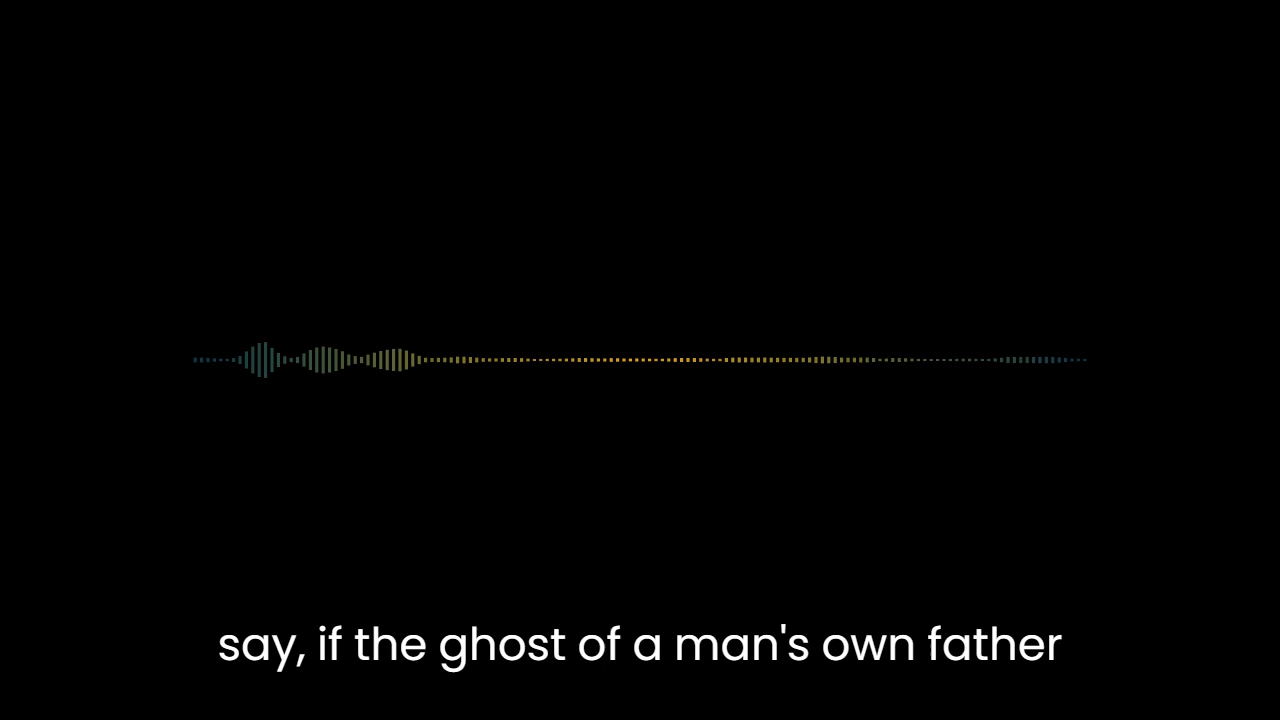 say, if the ghost of a man's own father